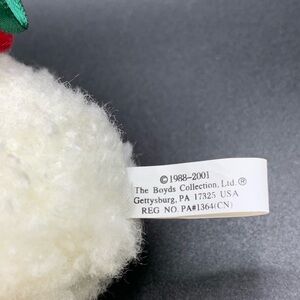 ©1988-2001
The Boyds Collection, Ltd.®
Gettysburg, PA 17325 USA
REG NO. PA#1364(CN)